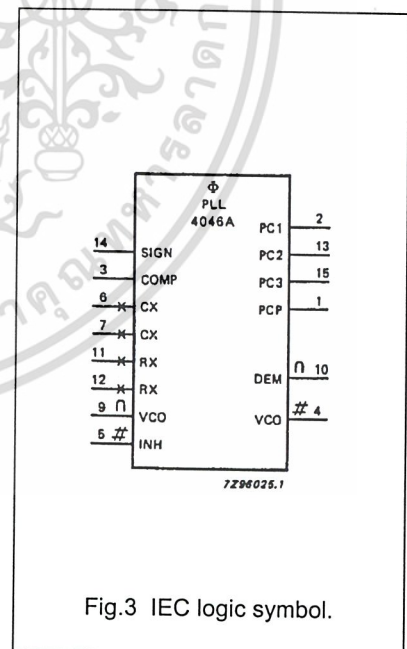 Φ
PLL
4046A
14 SIGN
3 COMP
6 CX
7 CX
11 RX
12 RX
9 ∩ VCO
5 # INH
PC1 2
PC2 13
PC3 15
PCP 1
DEM ∩ 10
VCO # 4
7Z96025.1
Fig.3 IEC logic symbol.